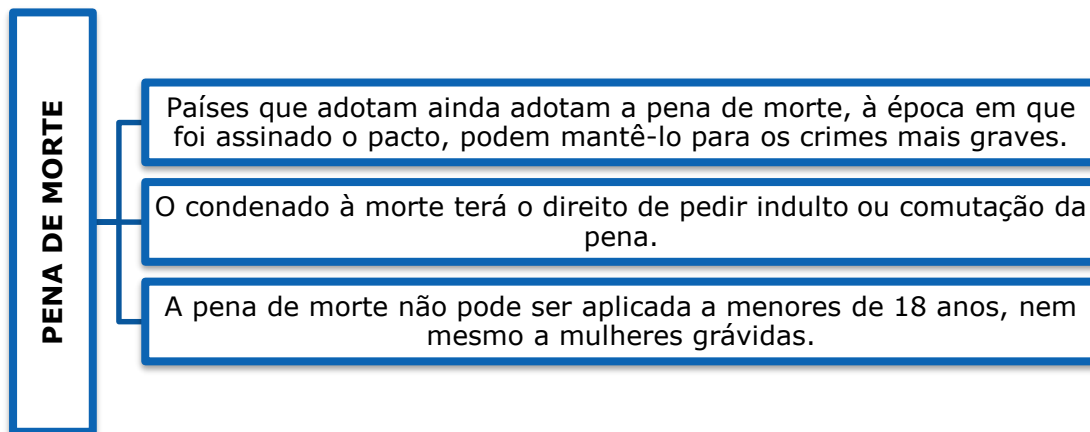 PENA DE MORTE
Países que adotam ainda adotam a pena de morte, à época em que
foi assinado o pacto, podem mantê-lo para os crimes mais graves.
O condenado à morte terá o direito de pedir indulto ou comutação da
pena.
A pena de morte não pode ser aplicada a menores de 18 anos, nem
mesmo a mulheres grávidas.